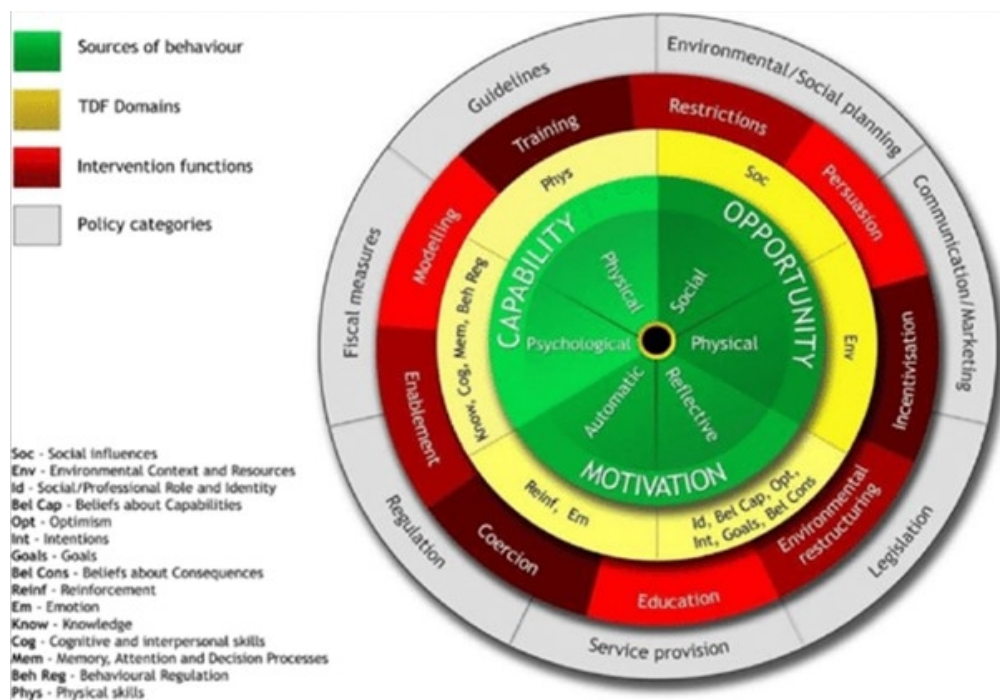 Sources of behaviour
TDF Domains
Intervention functions
Policy categories
Soc - Social influences
Env - Environmental Context and Resources
Id - Social/Professional Role and Identity
Bel Cap - Beliefs about Capabilities
Opt - Optimism
Int - Intentions
Goals - Goals
Bel Cons - Beliefs about Consequences
Reinf - Reinforcement
Em - Emotion
Know - Knowledge
Cog - Cognitive and interpersonal skills
Mem - Memory, Attention and Decision Processes
Beh Reg - Behavioural Regulation
Phys - Physical skills
Guidelines
Environmental/Social planning
Communication/Marketing
Legislation
Service provision
Regulation
Fiscal measures
Training
Restrictions
Persuasion
Incentivisation
Environmental
restructuring
Education
Coercion
Enablement
Modelling
Phys
Soc
Env
Id, Bel Cap, Opt,
Int, Goals, Bel Cons
Reinf, Em
Know, Cog, Mem, Beh Reg
CAPABILITY
OPPORTUNITY
MOTIVATION
Physical
Social
Physical
Reflective
Automatic
Psychological